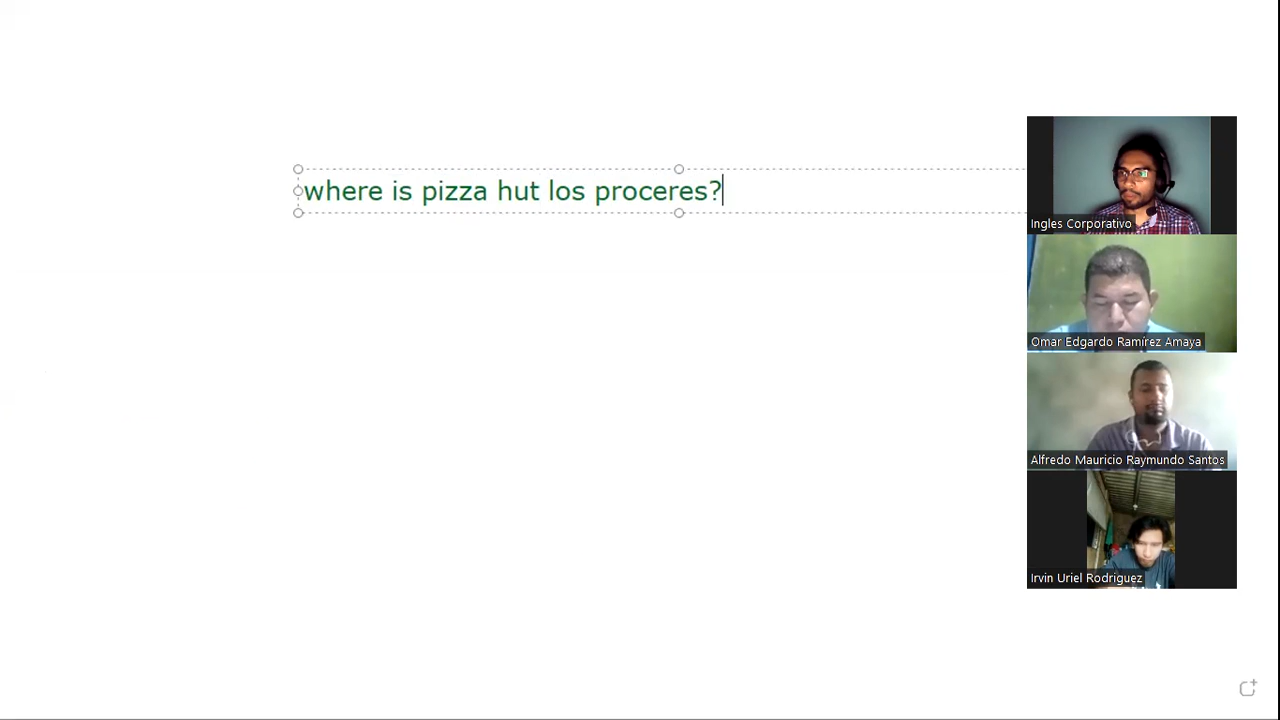 where is pizza hut los proceres?
Ingles Corporativo
Omar Edgardo Ramírez Amaya
Alfredo Mauricio Raymundo Santos
Irvin Uriel Rodriguez